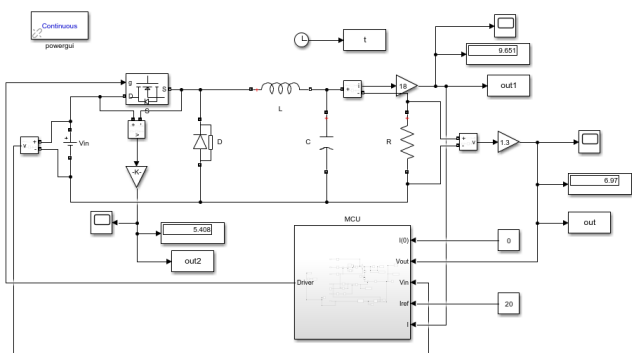 Continuous
powergui
t
9.651
18
out1
g
D
S
S
L
i
+
-
Vin
v
+
-
D
C
R
+
-
v
1.3
-K-
6.97
5.408
out
out2
MCU
I(0)
0
Vout
Driver
Vin
Iref
20
I